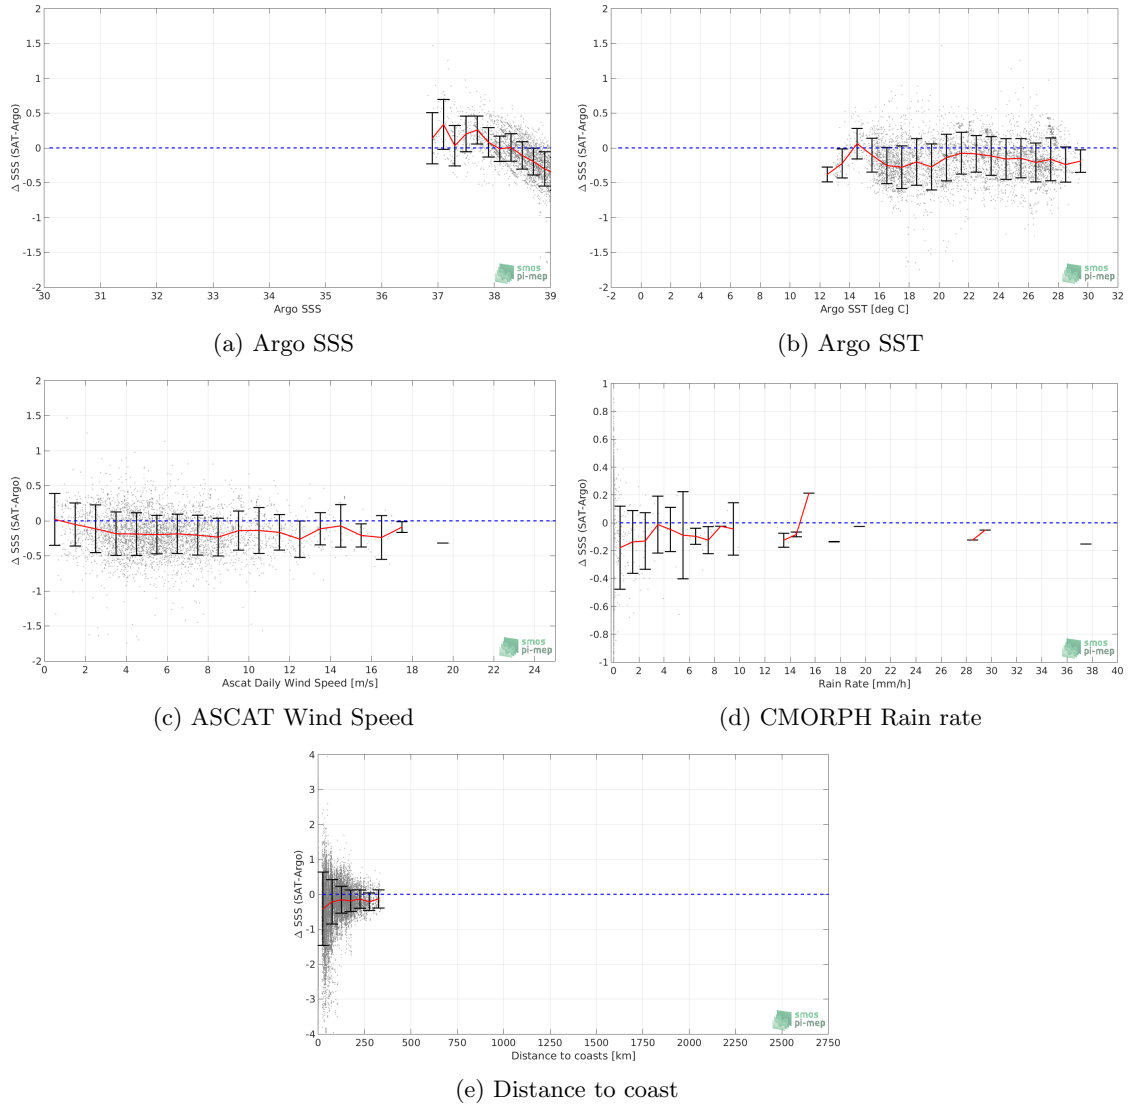 2
1.5
1
0.5
0
-0.5
-1
-1.5
-2
Δ SSS (SAT-Argo)
30 31 32 33 34 35 36 37 38 39
Argo SSS
smos
pi-mep
(a) Argo SSS
2
1.5
1
0.5
0
-0.5
-1
-1.5
-2
Δ SSS (SAT-Argo)
-2 0 2 4 6 8 10 12 14 16 18 20 22 24 26 28 30 32
Argo SST [deg C]
smos
pi-mep
(b) Argo SST
2
1.5
1
0.5
0
-0.5
-1
-1.5
-2
Δ SSS (SAT-Argo)
0 2 4 6 8 10 12 14 16 18 20 22 24
Ascat Daily Wind Speed [m/s]
smos
pi-mep
(c) ASCAT Wind Speed
1
0.8
0.6
0.4
0.2
0
-0.2
-0.4
-0.6
-0.8
-1
Δ SSS (SAT-Argo)
0 2 4 6 8 10 12 14 16 18 20 22 24 26 28 30 32 34 36 38 40
Rain Rate [mm/h]
smos
pi-mep
(d) CMORPH Rain rate
4
3
2
1
0
-1
-2
-3
-4
Δ SSS (SAT-Argo)
0 250 500 750 1000 1250 1500 1750 2000 2250 2500 2750
Distance to coasts [km]
smos
pi-mep
(e) Distance to coast